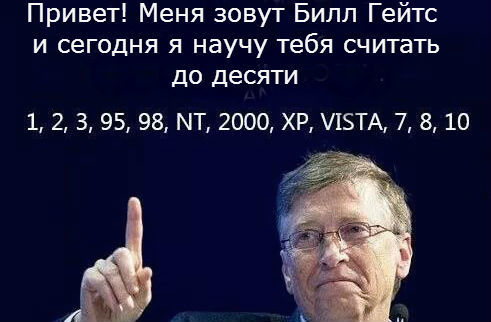 Привет! Меня зовут Билл Гейтс
и сегодня я научу тебя считать
до десяти
1, 2, 3, 95, 98, NT, 2000, XP, VISTA, 7, 8, 10